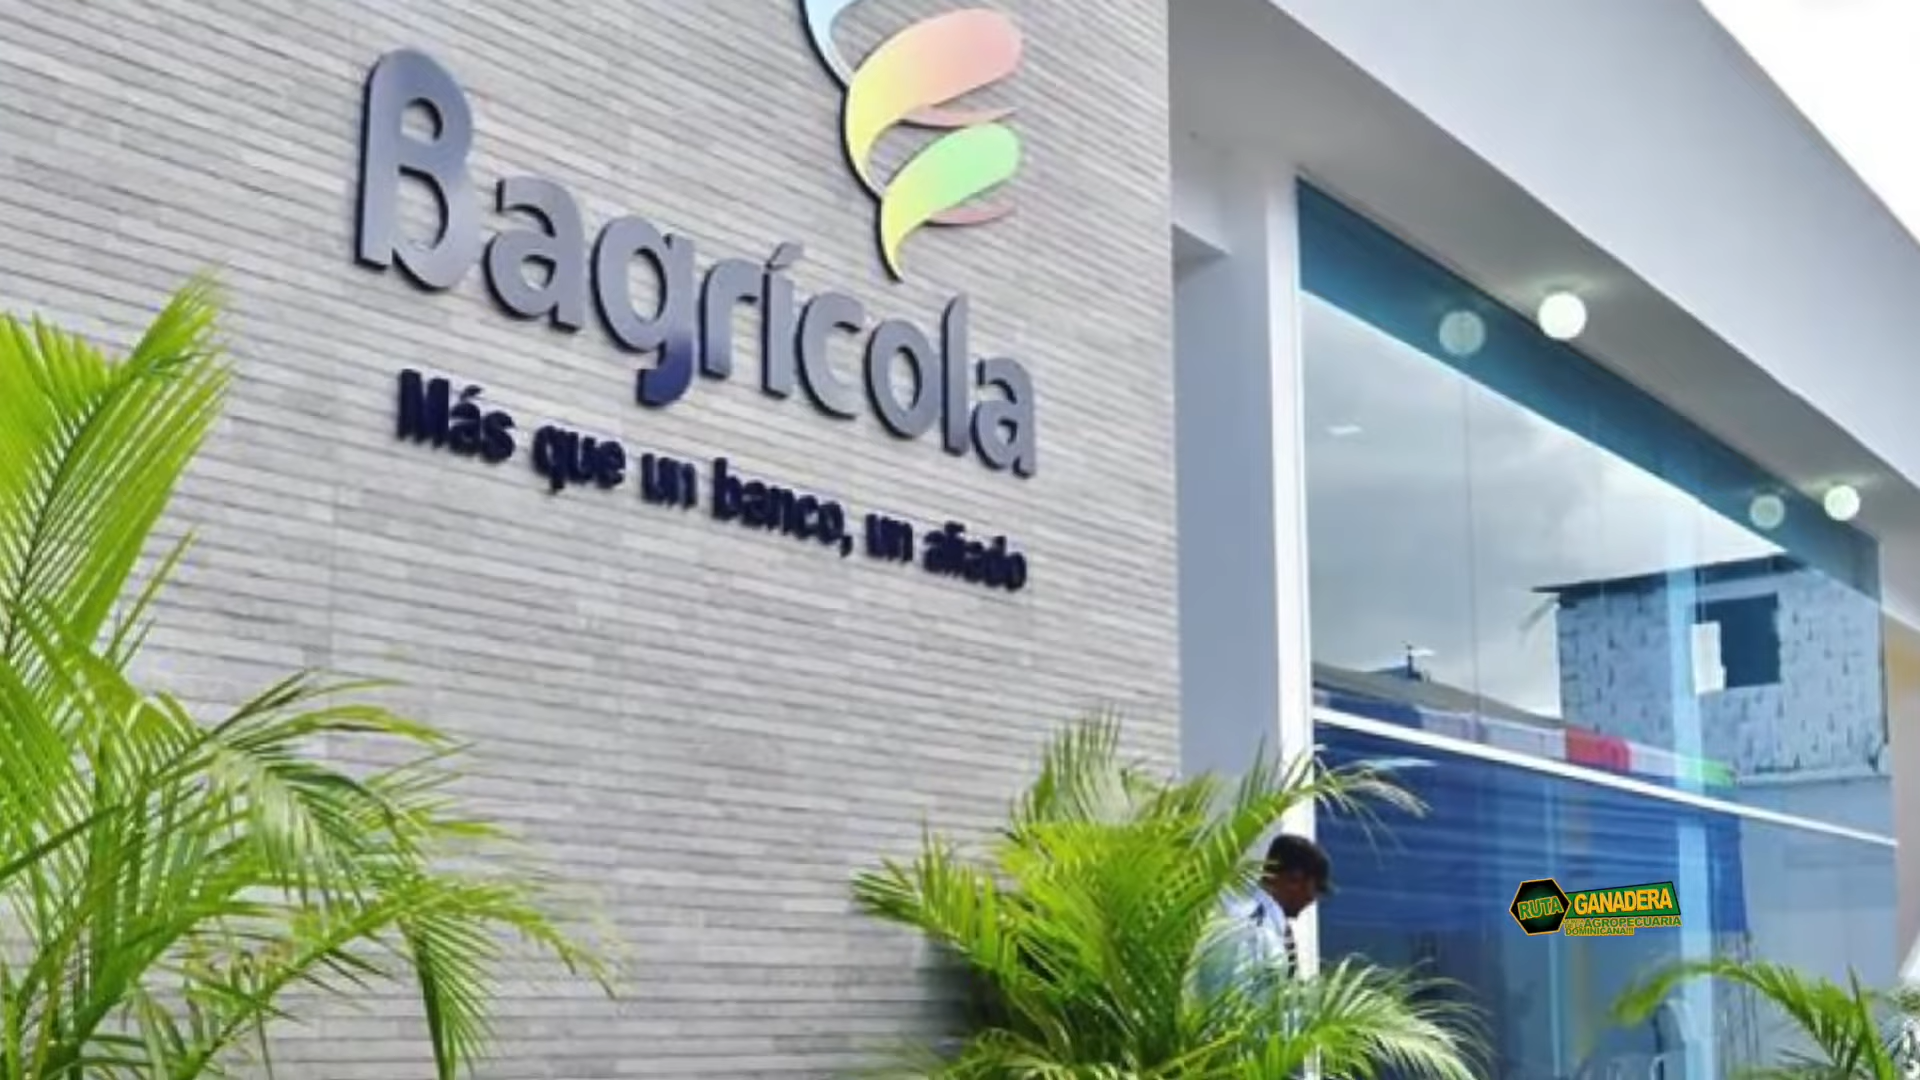 Bagrícola
Más que un banco, un aliado
RUTA GANADERA
AGROPECUARIA
DOMINICANA!!!